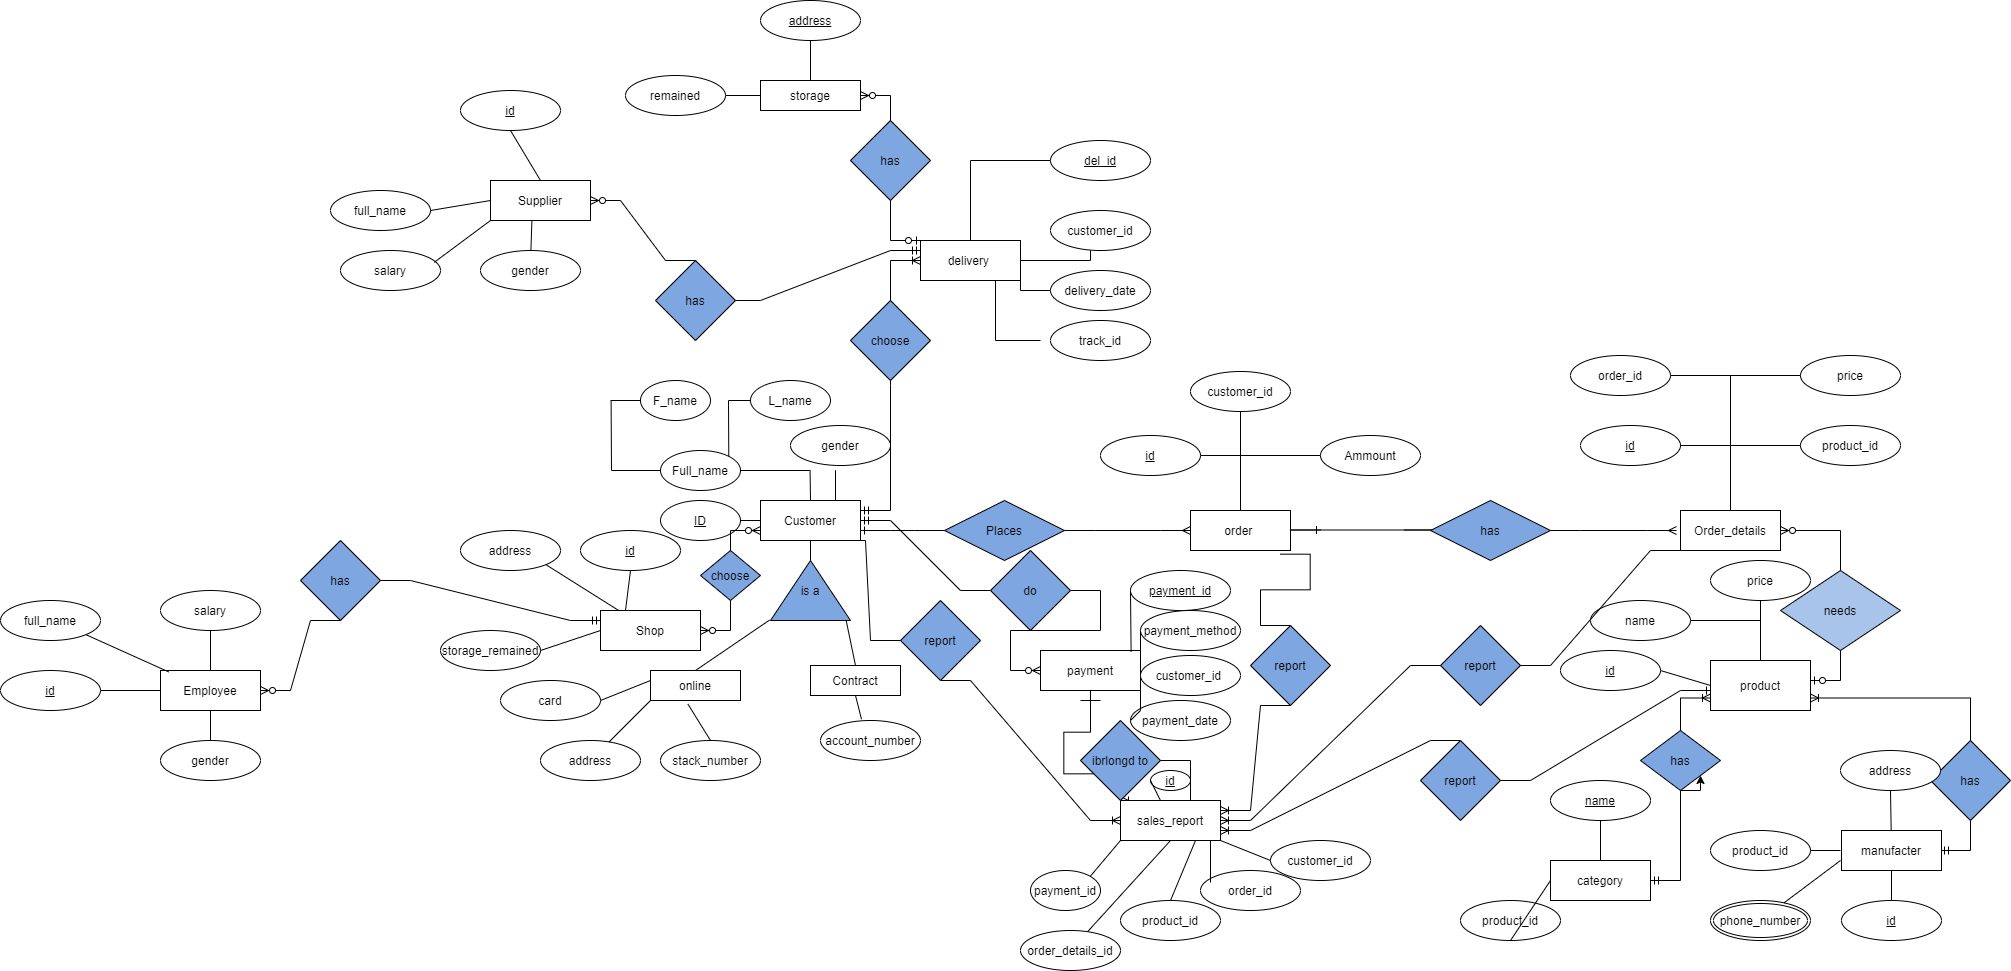 address
remained
storage
id
has
del_id
full_name
Supplier
customer_id
salary
gender
delivery
delivery_date
has
choose
track_id
F_name
L_name
customer_id
order_id
price
gender
id
Ammount
id
product_id
Full_name
ID
Customer
Places
order
has
Order_details
address
id
choose
is a
do
payment_id
price
needs
has
full_name
salary
Shop
report
payment_method
name
storage_remained
payment
report
report
id
product
id
Employee
online
Contract
customer_id
card
payment_date
gender
address
stack_number
account_number
ibrlongd to
id
report
has
address
has
name
sales_report
product_id
manufacter
customer_id
category
payment_id
order_id
product_id
product_id
phone_number
id
order_details_id